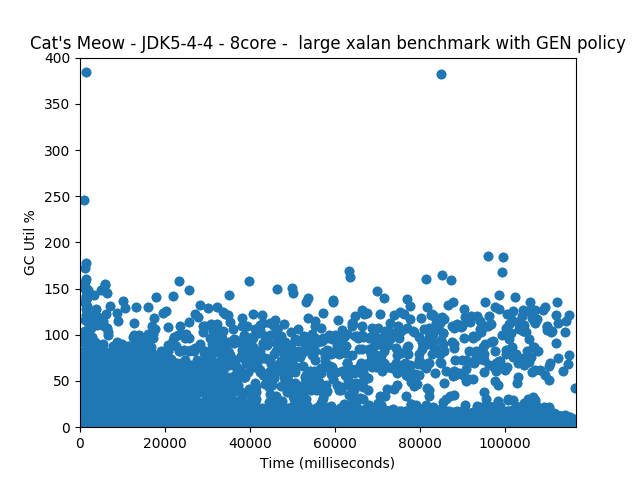 Cat's Meow - JDK5-4-4 - 8core -  large xalan benchmark with GEN policy
400
350
300
250
200
150
100
50
0
GC Util %
0 20000 40000 60000 80000 100000
Time (milliseconds)